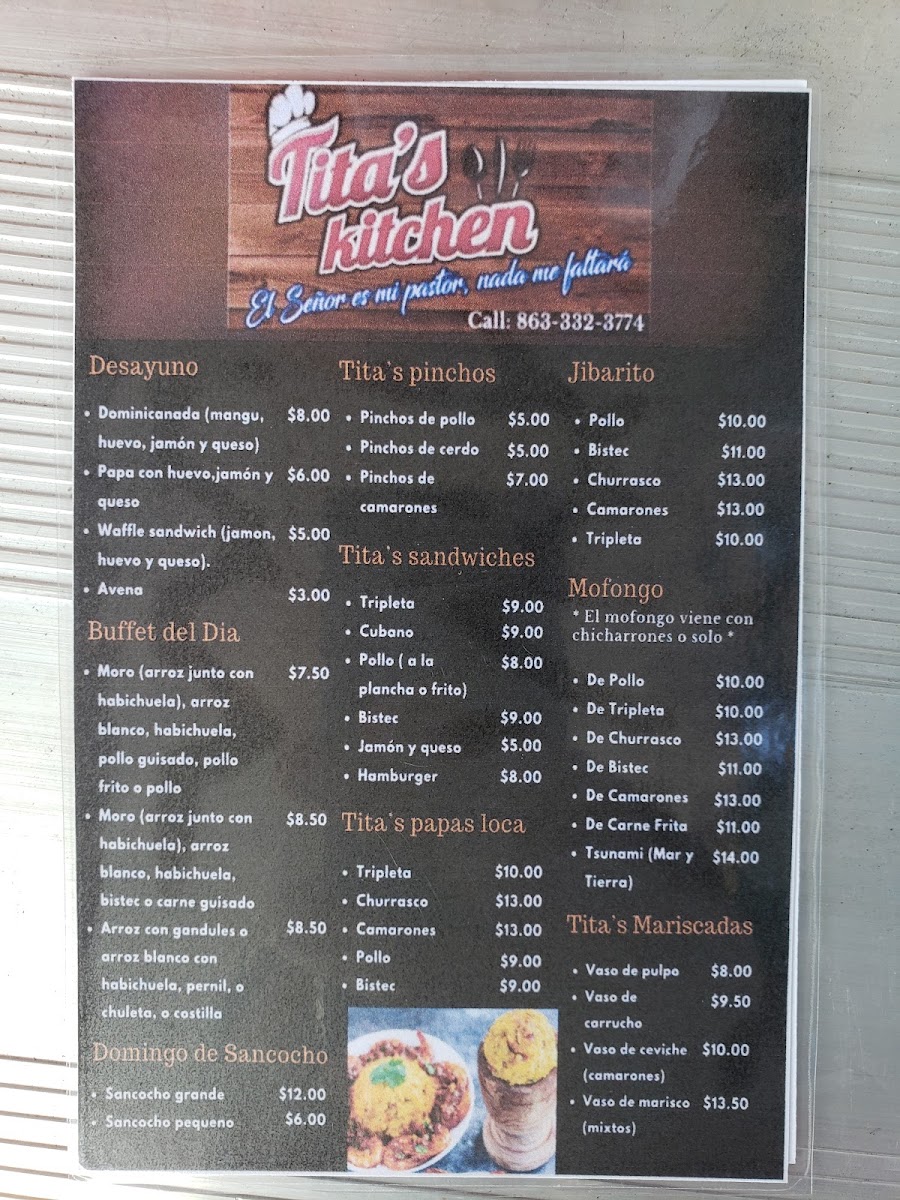 Tita's
kitchen
El Señor es mi pastor, nada me faltará
Call: 863-332-3774
Desayuno
• Dominicanada (mangu, $8.00
huevo, jamón y queso)
• Papa con huevo,jamón y $6.00
queso
• Waffle sandwich (jamon, $5.00
huevo y queso).
• Avena $3.00
Buffet del Dia
• Moro (arroz junto con $7.50
habichuela), arroz
blanco, habichuela,
pollo guisado, pollo
frito o pollo
• Moro (arroz junto con $8.50
habichuela), arroz
blanco, habichuela,
bistec o carne guisado
• Arroz con gandules o $8.50
arroz blanco con
habichuela, pernil, o
chuleta, o costilla
Domingo de Sancocho
• Sancocho grande $12.00
• Sancocho pequeno $6.00
Tita's pinchos
• Pinchos de pollo $5.00
• Pinchos de cerdo $5.00
• Pinchos de $7.00
camarones
Tita's sandwiches
• Tripleta $9.00
• Cubano $9.00
• Pollo ( a la $8.00
plancha o frito)
• Bistec $9.00
• Jamón y queso $5.00
• Hamburger $8.00
Tita's papas loca
• Tripleta $10.00
• Churrasco $13.00
• Camarones $13.00
• Pollo $9.00
• Bistec $9.00
Jibarito
• Pollo $10.00
• Bistec $11.00
• Churrasco $13.00
• Camarones $13.00
• Tripleta $10.00
Mofongo
* El mofongo viene con
chicharrones o solo *
• De Pollo $10.00
• De Tripleta $10.00
• De Churrasco $13.00
• De Bistec $11.00
• De Camarones $13.00
• De Carne Frita $11.00
• Tsunami (Mar y $14.00
Tierra)
Tita's Mariscadas
• Vaso de pulpo $8.00
• Vaso de $9.50
carrucho
• Vaso de ceviche $10.00
(camarones)
• Vaso de marisco $13.50
(mixtos)